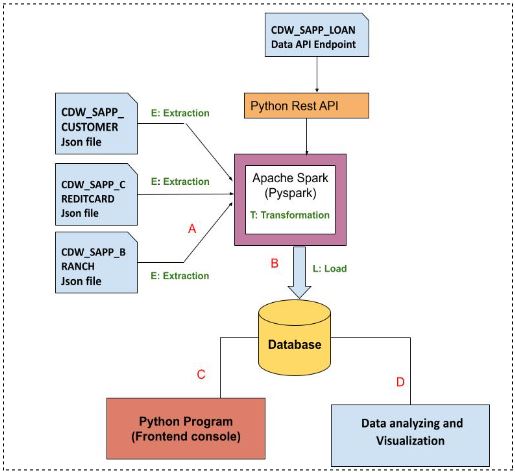 CDW_SAPP_LOAN
Data API Endpoint
Python Rest API
CDW_SAPP_
CUSTOMER
Json file
E: Extraction
CDW_SAPP_C
REDITCARD
Json file
E: Extraction
A
CDW_SAPP_B
RANCH
Json file
E: Extraction
Apache Spark
(Pyspark)
T: Transformation
B
L: Load
Database
C
D
Python Program
(Frontend console)
Data analyzing and
Visualization